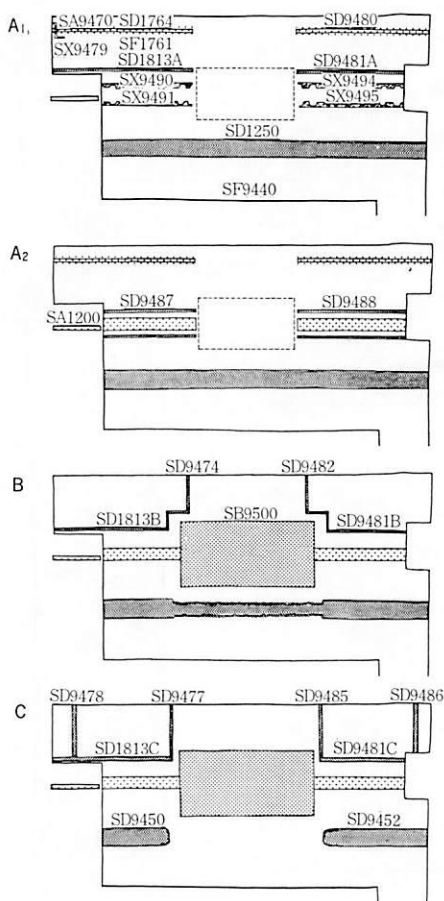 A1,
SA9470 SD1764 SD9480
SX9479 SF1761
SD1813A SD9481A
SX9490 SX9494
SX9491 SX9495
SD1250
SF9440
A2
SD9487 SD9488
SA1200
SD9474 SD9482
B
SD1813B SB9500 SD9481B
SD9478 SD9477 SD9485 SD9486
C
SD1813C SD9481C
SD9450 SD9452